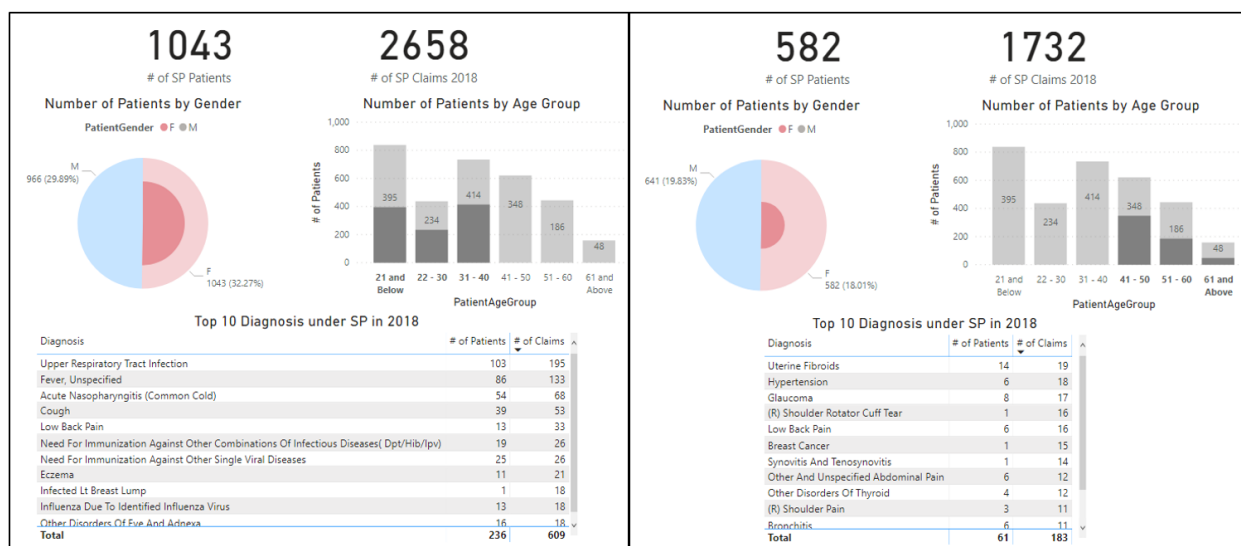 1043
# of SP Patients
2658
# of SP Claims 2018
Number of Patients by Gender
PatientGender F M
M
966 (29.89%)
F
1043 (32.27%)
Number of Patients by Age Group
# of Patients
1,000
800
600
400
200
0
395
234
414
348
186
48
21 and Below
22 - 30
31 - 40
41 - 50
51 - 60
61 and Above
PatientAgeGroup
Top 10 Diagnosis under SP in 2018
Diagnosis # of Patients # of Claims
Upper Respiratory Tract Infection 103 195
Fever, Unspecified 86 133
Acute Nasopharyngitis (Common Cold) 54 68
Cough 39 53
Low Back Pain 13 33
Need For Immunization Against Other Combinations Of Infectious Diseases( Dpt/Hib/Ipv) 19 26
Need For Immunization Against Other Single Viral Diseases 25 26
Eczema 11 21
Infected Lt Breast Lump 1 18
Influenza Due To Identified Influenza Virus 13 18
Other Disorders Of Eye And Adnexa 16 18
Total 236 609
582
# of SP Patients
1732
# of SP Claims 2018
Number of Patients by Gender
PatientGender F M
M
641 (19.83%)
F
582 (18.01%)
Number of Patients by Age Group
# of Patients
1,000
800
600
400
200
0
395
234
414
348
186
48
21 and Below
22 - 30
31 - 40
41 - 50
51 - 60
61 and Above
PatientAgeGroup
Top 10 Diagnosis under SP in 2018
Diagnosis # of Patients # of Claims
Uterine Fibroids 14 19
Hypertension 6 18
Glaucoma 8 17
(R) Shoulder Rotator Cuff Tear 1 16
Low Back Pain 6 16
Breast Cancer 1 15
Synovitis And Tenosynovitis 1 14
Other And Unspecified Abdominal Pain 6 12
Other Disorders Of Thyroid 4 12
(R) Shoulder Pain 3 11
Bronchitis 6 11
Total 61 183